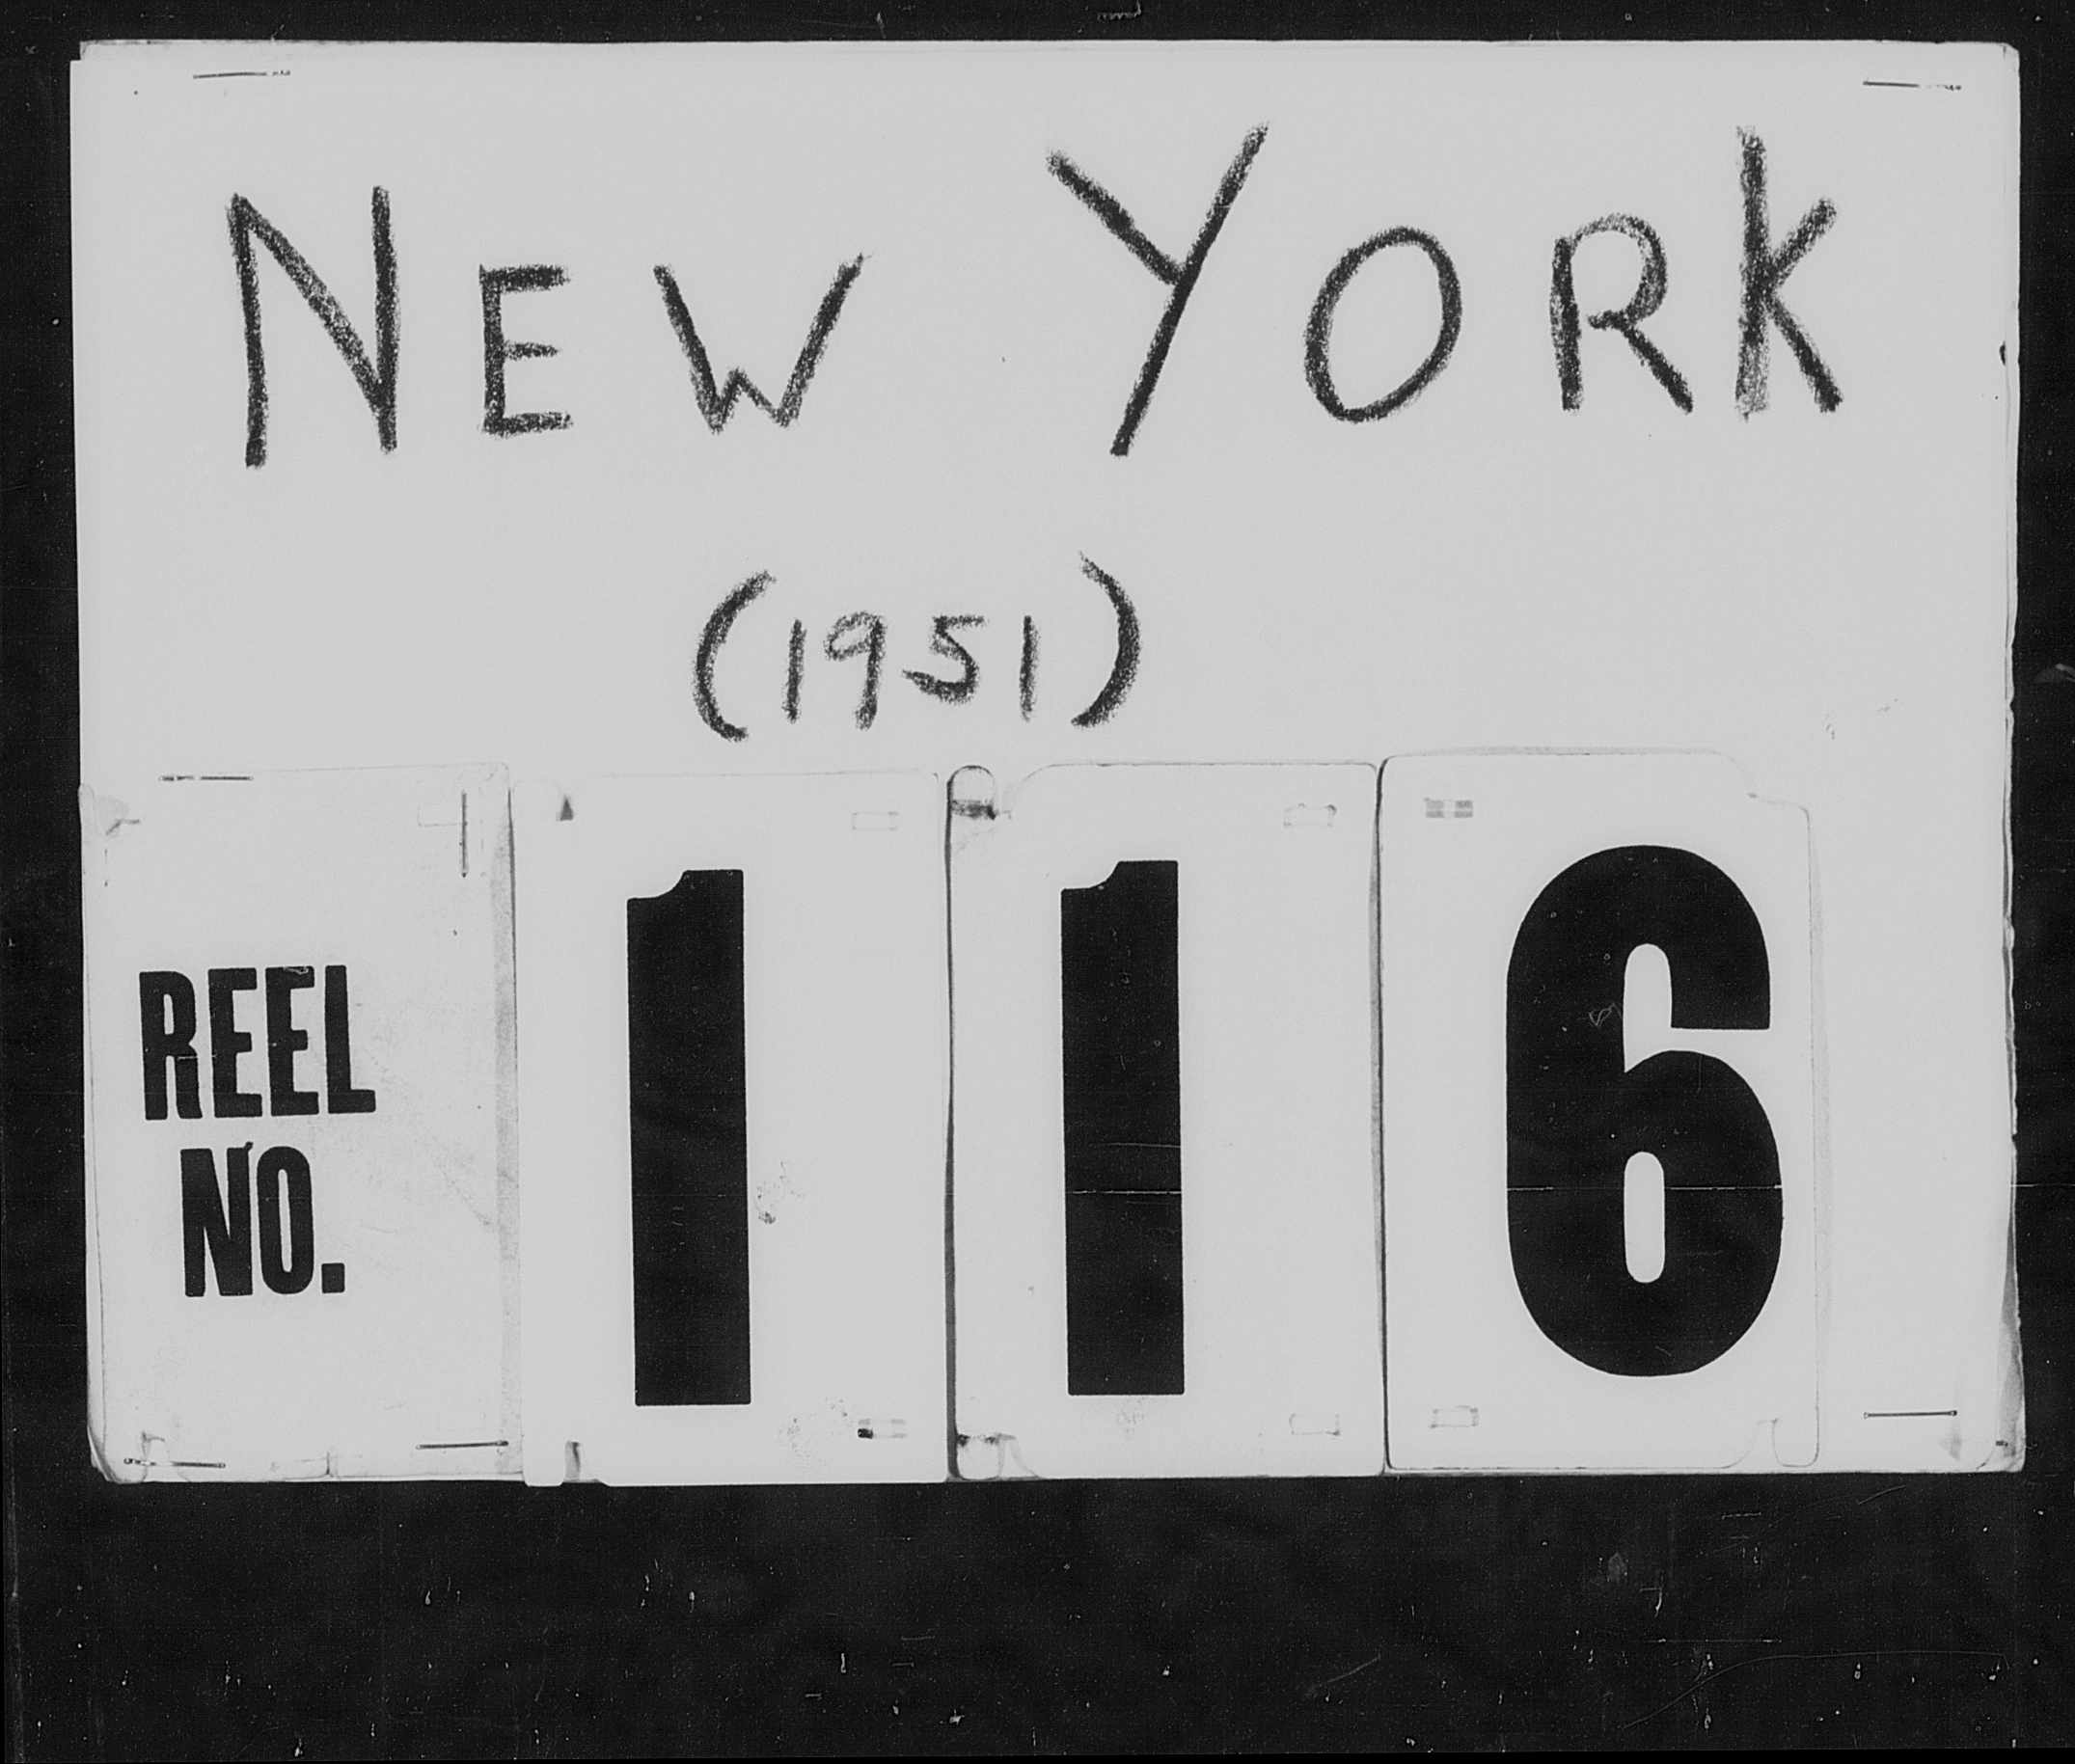 NEW YORK
(1951)
REEL
NO.
116